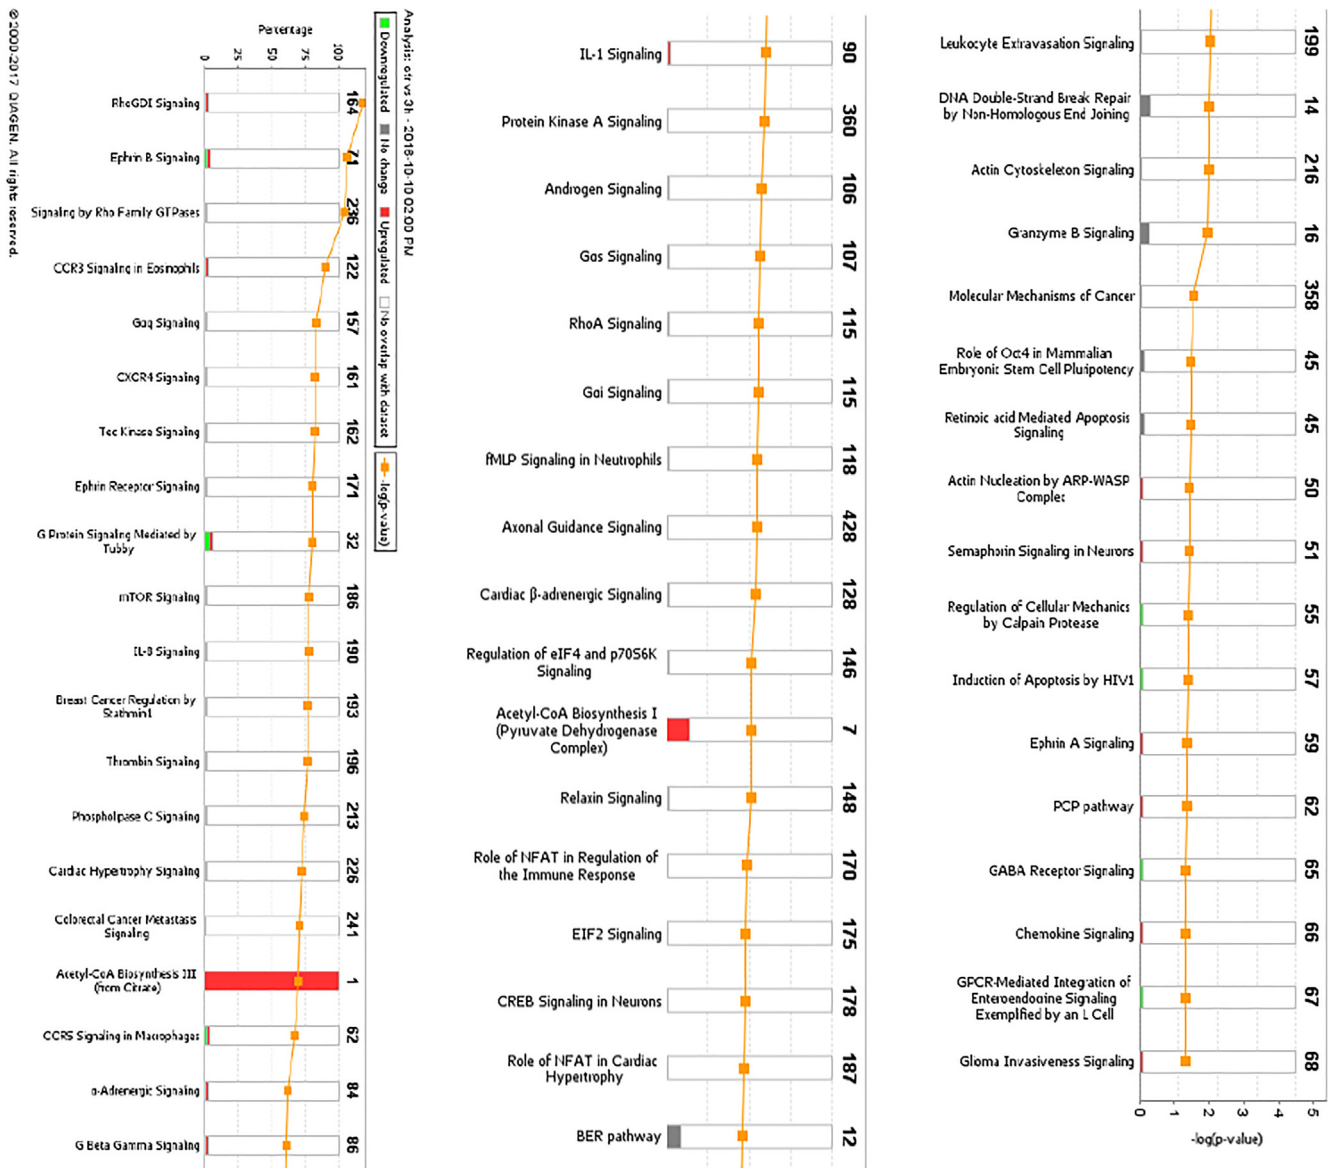 © 2000-2017 QIAGEN. All rights reserved.
Analysis: ctr vs 3h - 2018-10-10 02:00 PM
Downregulated
No change
Upregulated
No overlap with dataset
-log(p-value)
Percentage
0
25
50
75
100
RhoGDI Signaling
164
Ephrin B Signaling
71
Signaling by Rho Family GTPases
236
CCR3 Signaling in Eosinophils
122
Gαq Signaling
157
CXCR4 Signaling
161
Tec Kinase Signaling
162
Ephrin Receptor Signaling
171
G Protein Signaling Mediated by
Tubby
32
mTOR Signaling
186
IL-8 Signaling
190
Breast Cancer Regulation by
Stathmin1
193
Thrombin Signaling
196
Phospholipase C Signaling
213
Cardiac Hypertrophy Signaling
226
Colorectal Cancer Metastasis
Signaling
241
Acetyl-CoA Biosynthesis III
(from Citrate)
1
CCR5 Signaling in Macrophages
62
α-Adrenergic Signaling
84
G Beta Gamma Signaling
86
IL-1 Signaling
90
Protein Kinase A Signaling
360
Androgen Signaling
106
Gαs Signaling
107
RhoA Signaling
115
Gαi Signaling
115
fMLP Signaling in Neutrophils
118
Axonal Guidance Signaling
428
Cardiac β-adrenergic Signaling
128
Regulation of eIF4 and p70S6K
Signaling
146
Acetyl-CoA Biosynthesis I
(Pyruvate Dehydrogenase
Complex)
7
Relaxin Signaling
148
Role of NFAT in Regulation of
the Immune Response
170
EIF2 Signaling
175
CREB Signaling in Neurons
178
Role of NFAT in Cardiac
Hypertrophy
187
BER pathway
12
Leukocyte Extravasation Signaling
199
DNA Double-Strand Break Repair
by Non-Homologous End Joining
14
Actin Cytoskeleton Signaling
216
Granzyme B Signaling
16
Molecular Mechanisms of Cancer
358
Role of Oct4 in Mammalian
Embryonic Stem Cell Pluripotency
45
Retinoic acid Mediated Apoptosis
Signaling
45
Actin Nucleation by ARP-WASP
Complex
50
Semaphorin Signaling in Neurons
51
Regulation of Cellular Mechanics
by Calpain Protease
55
Induction of Apoptosis by HIV1
57
Ephrin A Signaling
59
PCP pathway
62
GABA Receptor Signaling
65
Chemokine Signaling
66
GPCR-Mediated Integration of
Enteroendocrine Signaling
Exemplified by an L Cell
67
Glioma Invasiveness Signaling
68
0
1
2
3
4
5
-log(p-value)